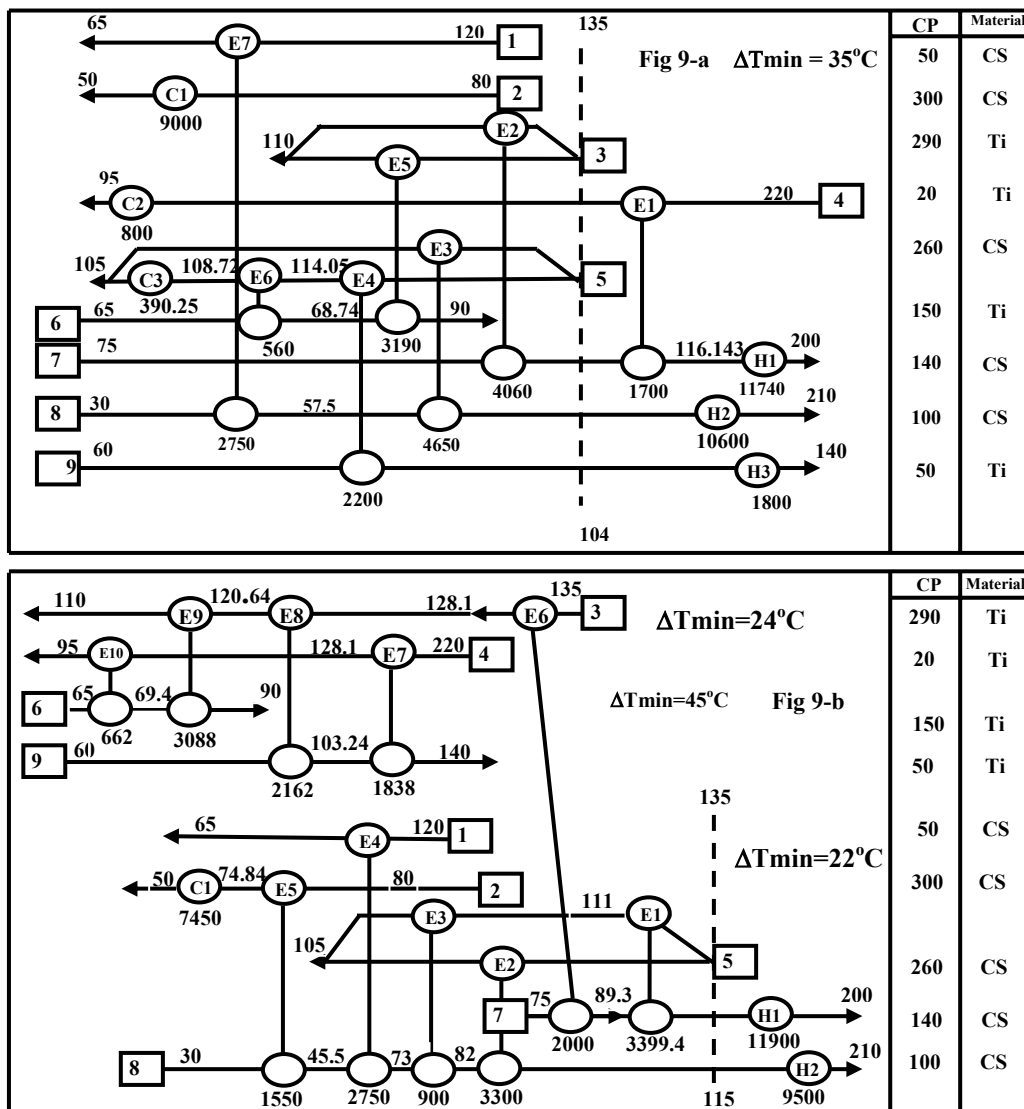 CP Material
65 E7 120 1 135 50 CS
Fig 9-a ΔTmin = 35°C
50 C1 80 2 300 CS
9000
110 E2 E5 3 290 Ti
95 C2 E1 220 4 20 Ti
800
105 C3 108.72 E6 114.05 E4 E3 5 260 CS
390.25
6 65 68.74 90 150 Ti
560 3190
7 75 116.143 H1 200 140 CS
4060 1700 11740
8 30 57.5 H2 210 100 CS
2750 4650 10600
9 60 H3 140 50 Ti
2200 1800
104
CP Material
110 E9 120.64 E8 128.1 E6 135 3 ΔTmin=24°C 290 Ti
95 E10 128.1 E7 220 4 20 Ti
ΔTmin=45°C Fig 9-b
6 65 69.4 90 150 Ti
662 3088
9 60 103.24 140 50 Ti
2162 1838
135
65 E4 120 1 50 CS
ΔTmin=22°C
50 C1 74.84 E5 80 2 300 CS
7450
E3 111 E1
105 E2 5 260 CS
7 75 89.3 H1 200 140 CS
2000 3399.4 11900
8 30 45.5 73 82 H2 210 100 CS
1550 2750 900 3300 115 9500